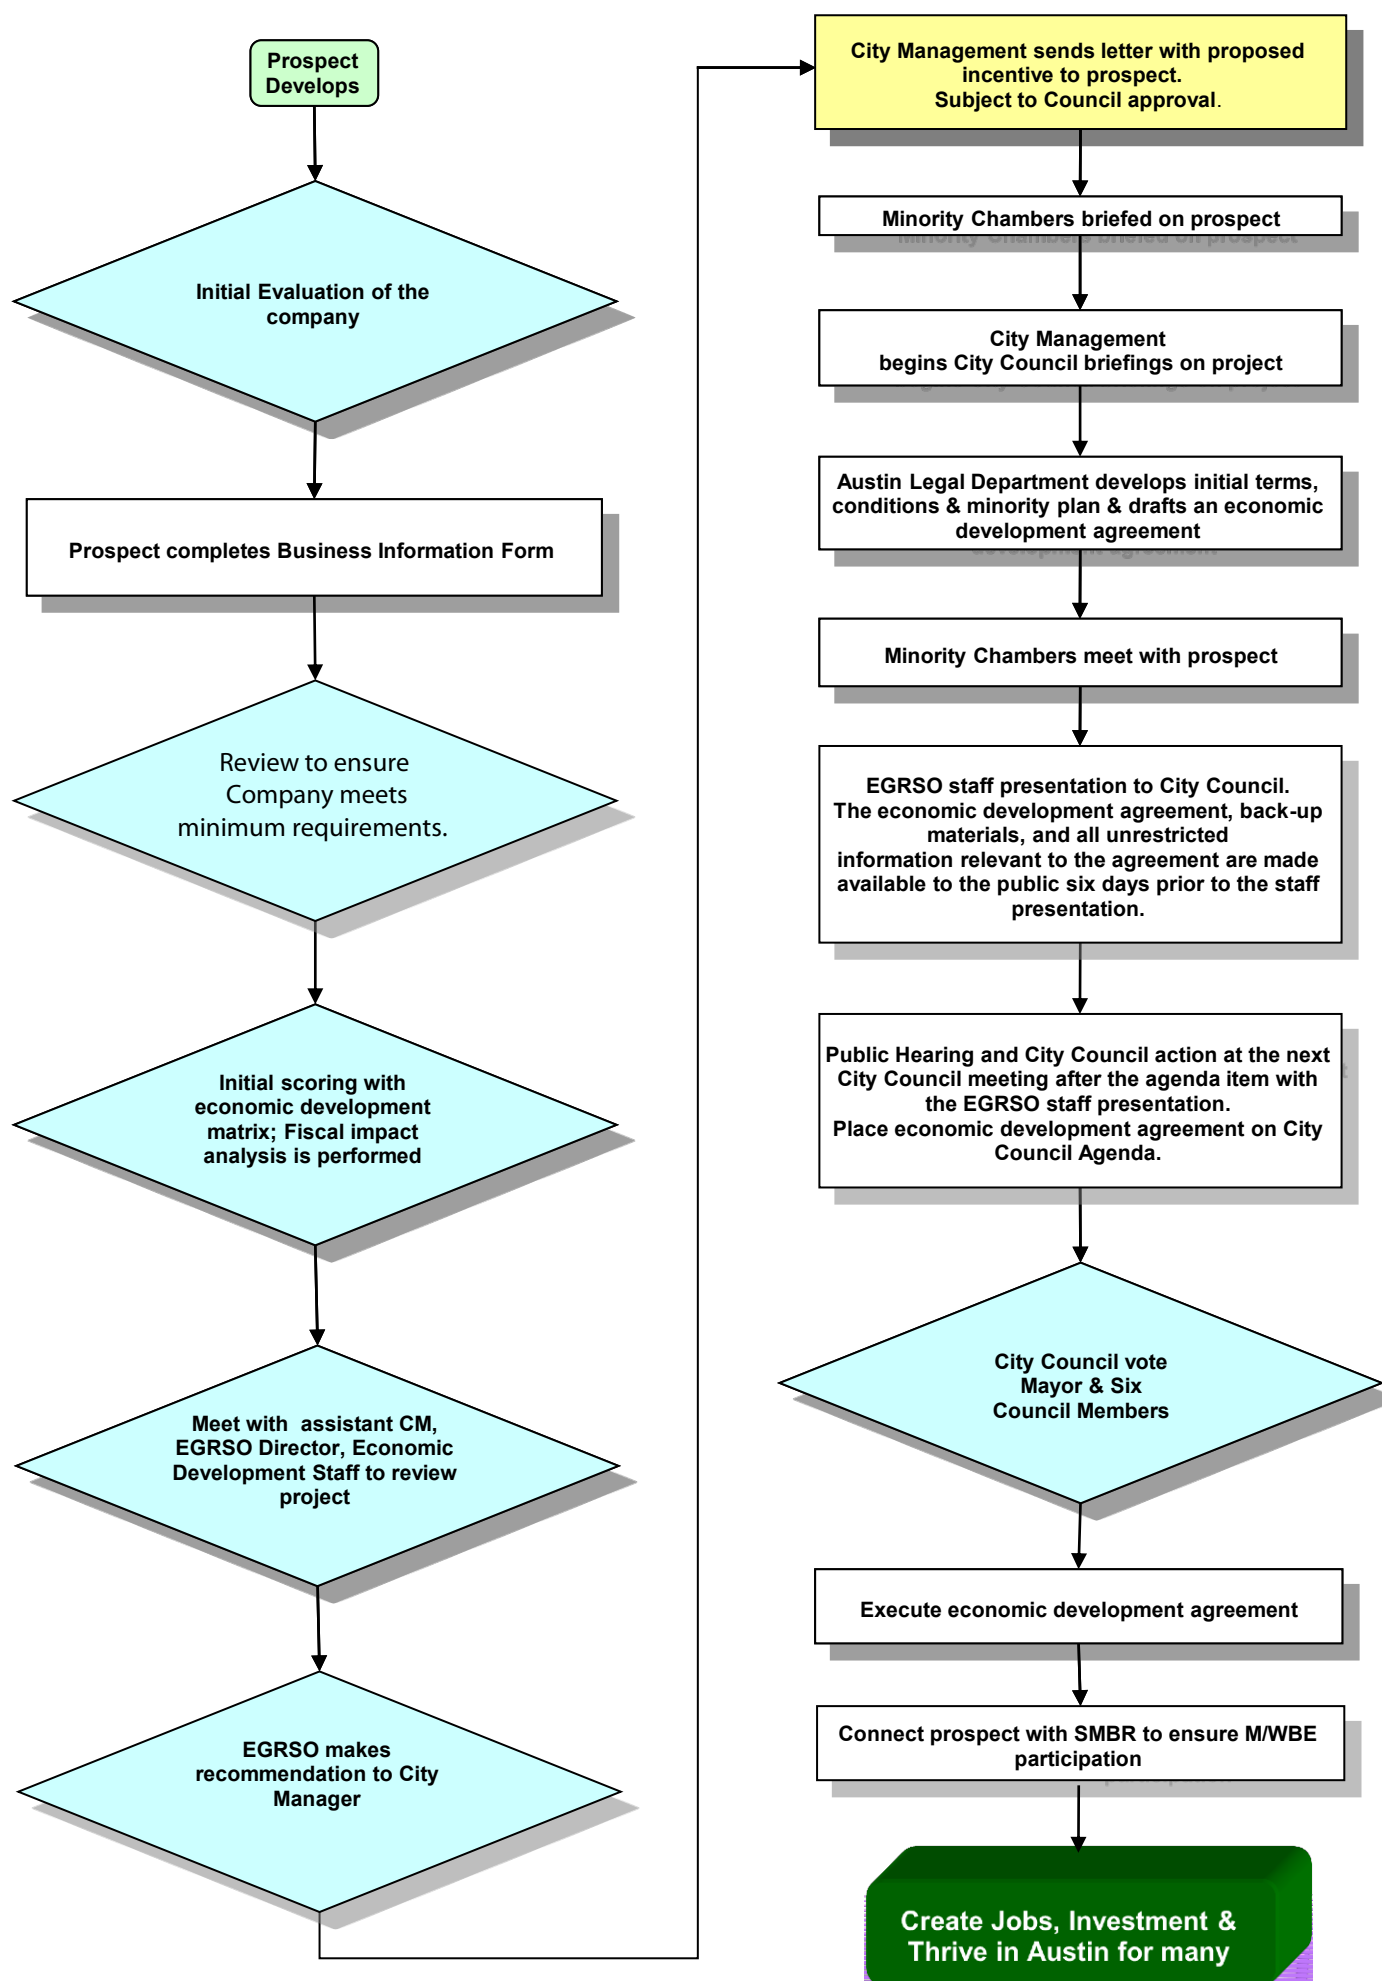 Prospect
Develops
Initial Evaluation of the
company
Prospect completes Business Information Form
Review to ensure
Company meets
minimum requirements.
Initial scoring with
economic development
matrix; Fiscal impact
analysis is performed
Meet with assistant CM,
EGRSO Director, Economic
Development Staff to review
project
EGRSO makes
recommendation to City
Manager
City Management sends letter with proposed
incentive to prospect.
Subject to Council approval.
Minority Chambers briefed on prospect
City Management
begins City Council briefings on project
Austin Legal Department develops initial terms,
conditions & minority plan & drafts an economic
development agreement
Minority Chambers meet with prospect
EGRSO staff presentation to City Council.
The economic development agreement, back-up
materials, and all unrestricted
information relevant to the agreement are made
available to the public six days prior to the staff
presentation.
Public Hearing and City Council action at the next
City Council meeting after the agenda item with
the EGRSO staff presentation.
Place economic development agreement on City
Council Agenda.
City Council vote
Mayor & Six
Council Members
Execute economic development agreement
Connect prospect with SMBR to ensure M/WBE
participation
Create Jobs, Investment &
Thrive in Austin for many